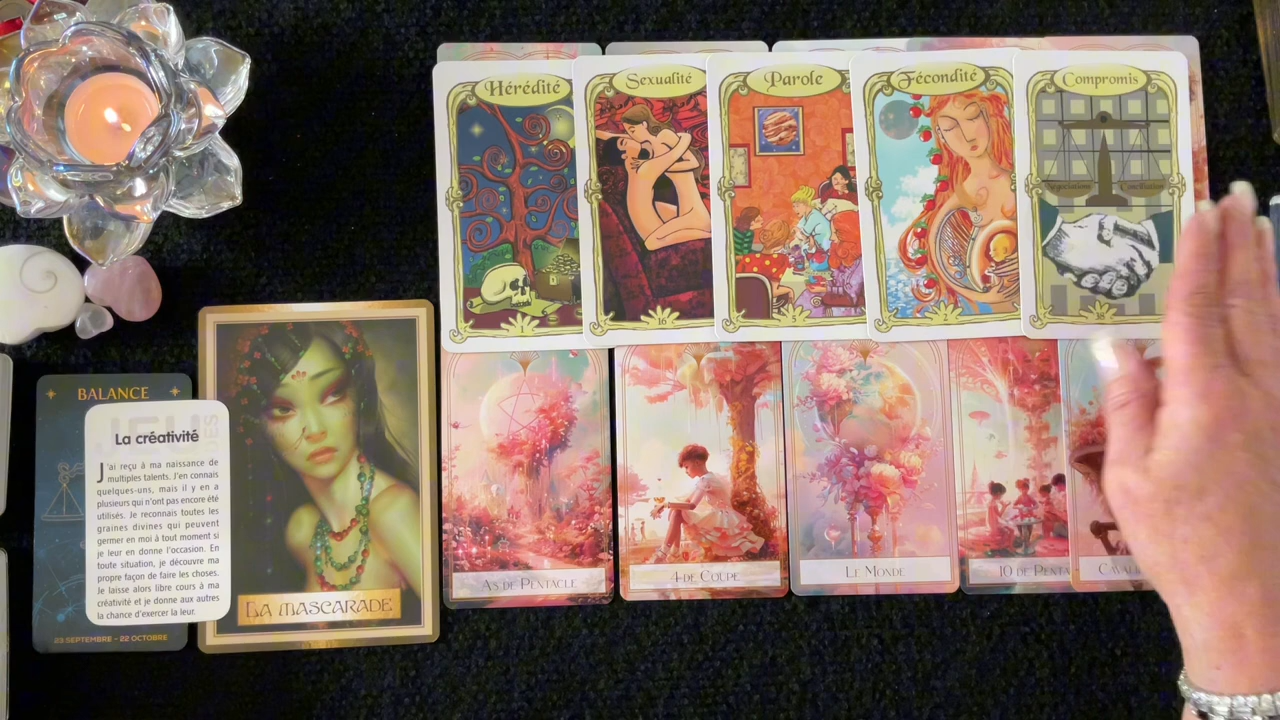 Hérédité
Sexualité
Parole
Fécondité
Compromis
Négociations
Conciliation
16
BALANCE
La créativité
J'ai reçu à ma naissance de
multiples talents. J'en connais
quelques-uns, mais il y en a
plusieurs qui n'ont pas encore été
utilisés. Je reconnais toutes les
graines divines qui peuvent
germer en moi à tout moment si
je leur en donne l'occasion. En
toute situation, je découvre ma
propre façon de faire les choses.
Je laisse alors libre cours à ma
créativité et je donne aux autres
la chance d'exercer la leur.
23 SEPTEMBRE - 22 OCTOBRE
LA MASCARADE
AS DE PENTACLE
4 DE COUPE
LE MONDE
10 DE PENTA
CAVALI